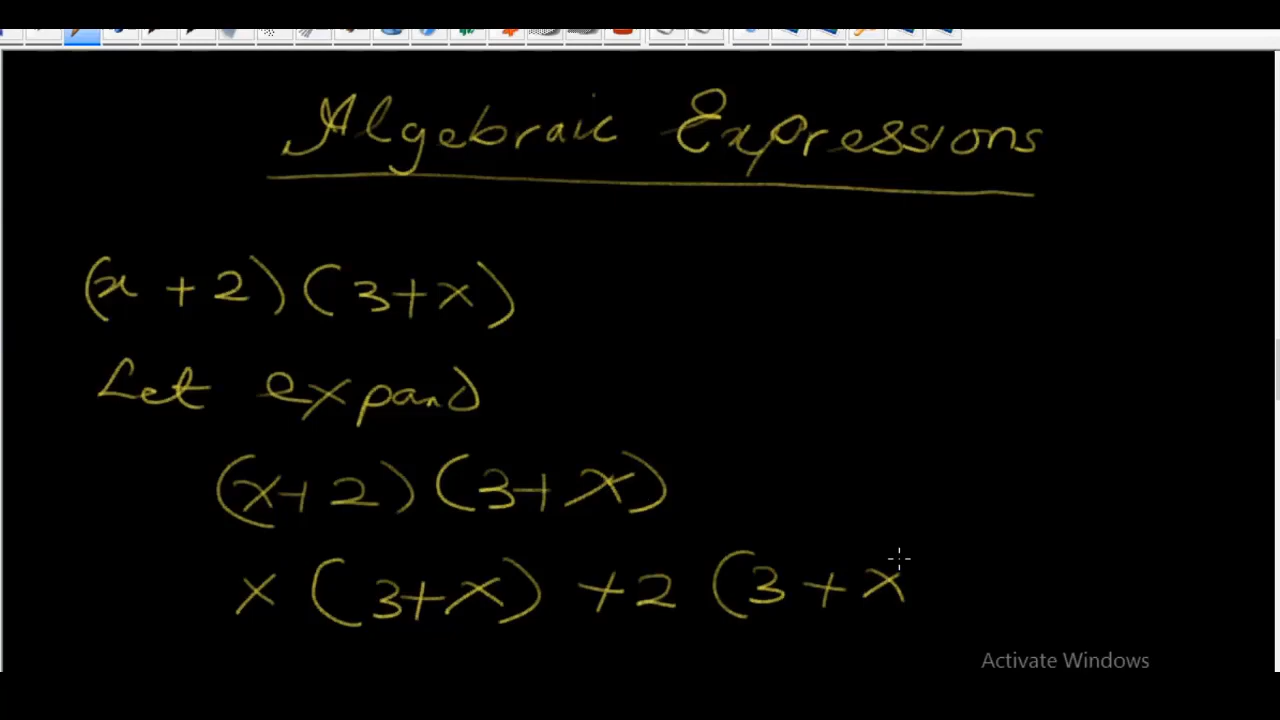 Algebraic Expressions
(x + 2) (3 + x)
Let expand
(x + 2) (3 + x)
x (3 + x) + 2 (3 + x
Activate Windows